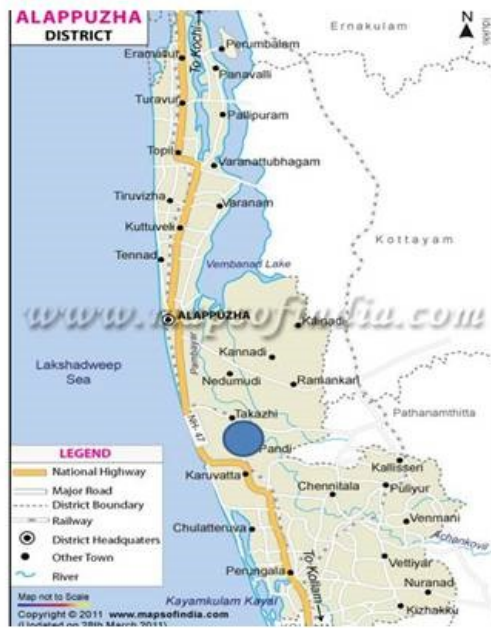 ALAPPUZHA
DISTRICT
To Kochi
Ernakulam
N
Perumbalam
Eramallur
Panavalli
Turavur
Pallipuram
Topil
Varanattubhagam
Tiruvizha
Varanam
Kuttuveli
Kottayam
Tennad
Vembanad Lake
www.mapsofindia.com
ALAPPUZHA
Kainadi
Pambayar
Kannadi
Lakshadweep
Sea
Nedumudi
Ramankari
Pathanamthitta
Takazhi
NH-47
Pandi
LEGEND
National Highway
Major Road
District Boundary
Railway
District Headquaters
Other Town
River
Map not to Scale
Copyright © 2011 www.mapsofindia.com
(Updated on 28th March 2011)
Karuvatta
Kallisseri
Chennitala
Puliyur
Venmani
Chulatteruva
Achankovil
To Kollam
Vettiyar
Perungala
Nuranad
Kayamkulam Kayal
Kizhakku